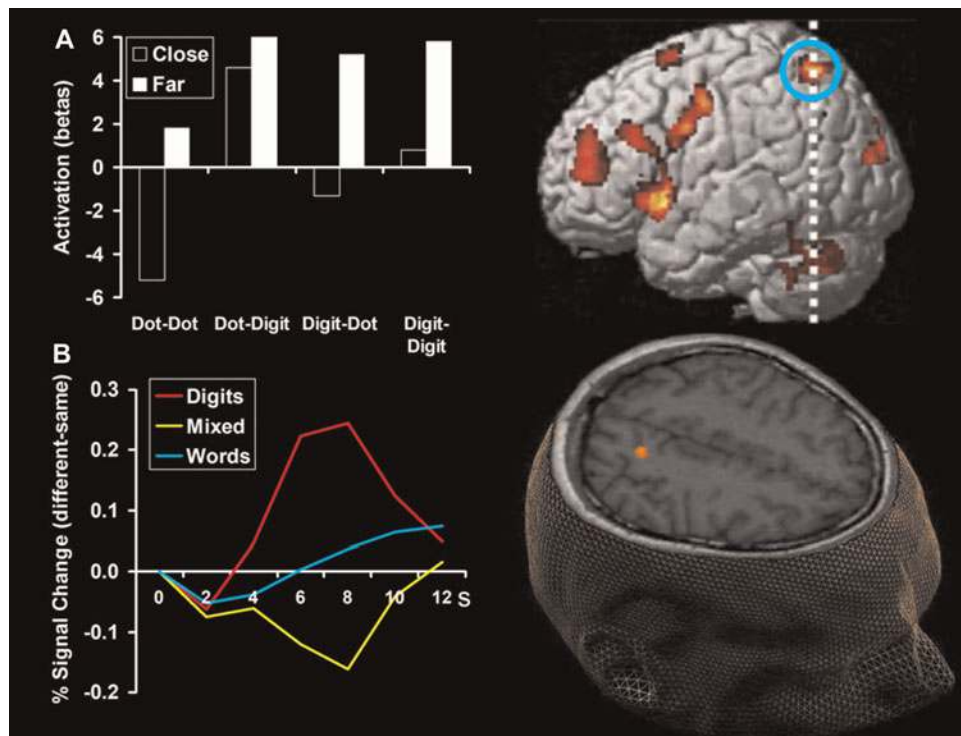 A
6
4
2
0
-2
-4
-6
Activation (betas)
Close
Far
Dot-Dot Dot-Digit Digit-Dot Digit-
Digit
B
0.3
0.2
0.1
0.0
-0.1
-0.2
% Signal Change (different-same)
Digits
Mixed
Words
0 2 4 6 8 10 12 S